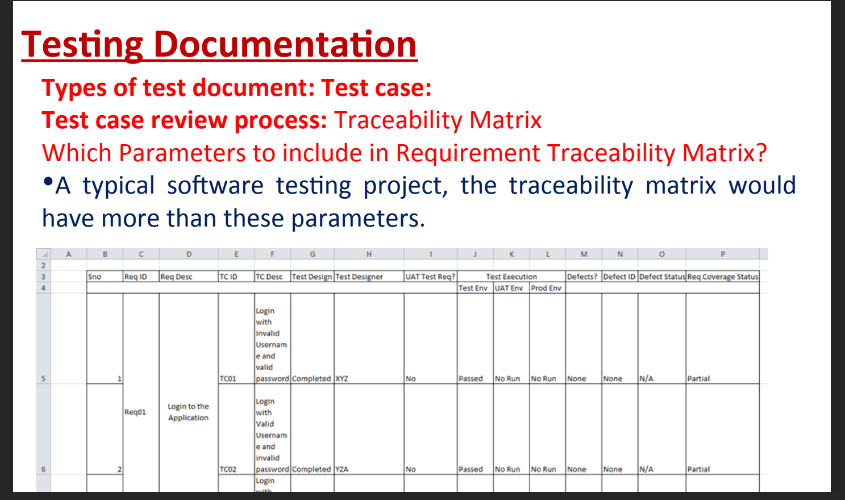 Testing Documentation
Types of test document: Test case:
Test case review process: Traceability Matrix
Which Parameters to include in Requirement Traceability Matrix?
•A typical software testing project, the traceability matrix would
have more than these parameters.
A B C D E F G H I J K L M N O P
2
3 Sno Req ID Req Desc TC ID TC Desc Test Design Test Designer UAT Test Req? Test Execution Defects? Defect ID Defect Status Req Coverage Status
4 Test Env UAT Env Prod Env
Login
with
Invalid
Usernam
e and
valid
5 1 TC01 password Completed XYZ No Passed No Run No Run None None N/A Partial
Login
Login to the
Req01 with
Application
Valid
Usernam
e and
invalid
6 2 TC02 password Completed YZA No Passed No Run No Run None None N/A Partial
Login
with